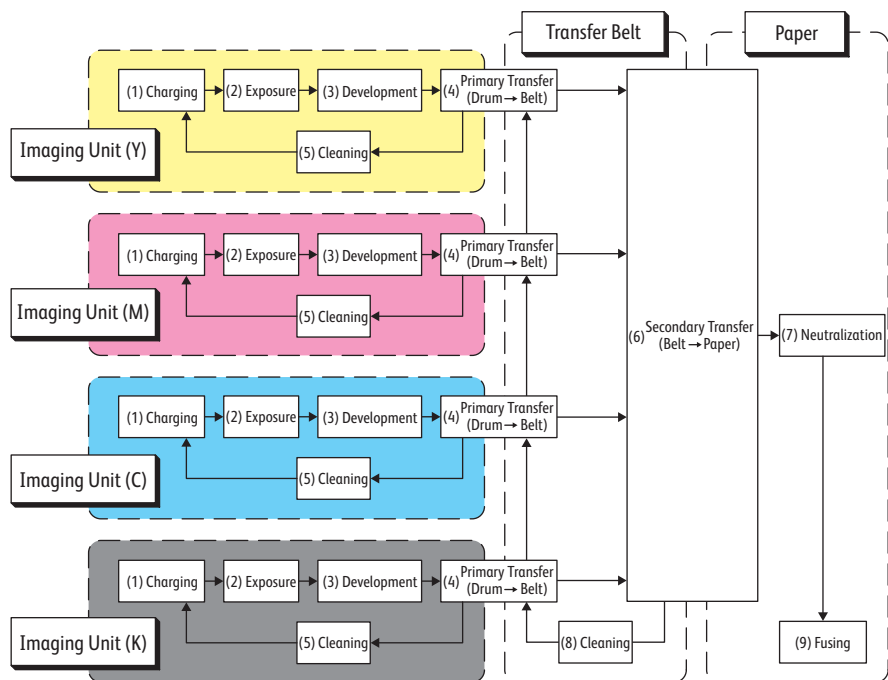 Transfer Belt
Paper
(1) Charging
(2) Exposure
(3) Development
(4) Primary Transfer
(Drum → Belt)
(5) Cleaning
Imaging Unit (Y)
(1) Charging
(2) Exposure
(3) Development
(4) Primary Transfer
(Drum → Belt)
(5) Cleaning
Imaging Unit (M)
(6) Secondary Transfer
(Belt → Paper)
(7) Neutralization
(1) Charging
(2) Exposure
(3) Development
(4) Primary Transfer
(Drum → Belt)
(5) Cleaning
Imaging Unit (C)
(1) Charging
(2) Exposure
(3) Development
(4) Primary Transfer
(Drum → Belt)
(5) Cleaning
Imaging Unit (K)
(8) Cleaning
(9) Fusing